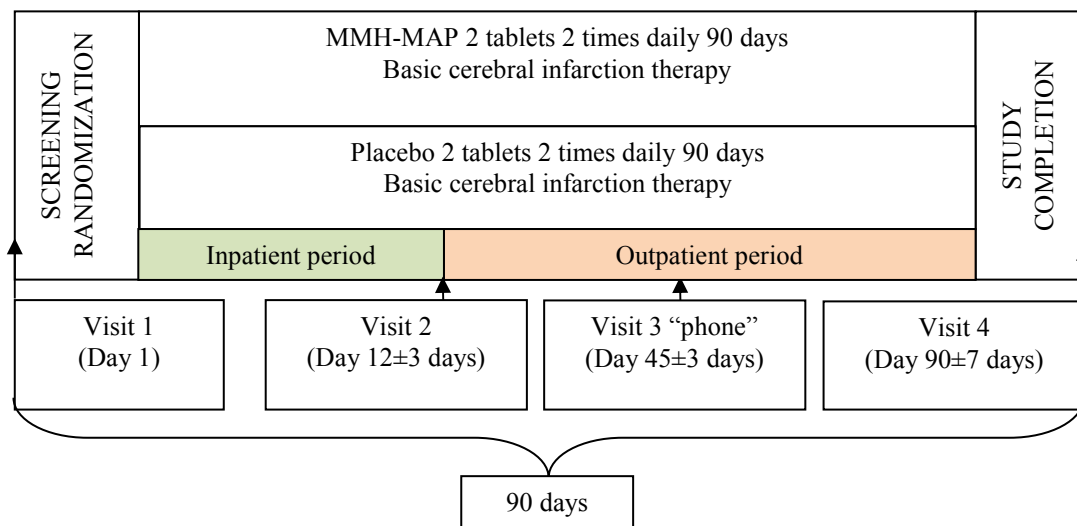 SCREENING
RANDOMIZATION
MMH-MAP 2 tablets 2 times daily 90 days
Basic cerebral infarction therapy
Placebo 2 tablets 2 times daily 90 days
Basic cerebral infarction therapy
STUDY
COMPLETION
Inpatient period
Outpatient period
Visit 1
(Day 1)
Visit 2
(Day 12±3 days)
Visit 3 “phone”
(Day 45±3 days)
Visit 4
(Day 90±7 days)
90 days